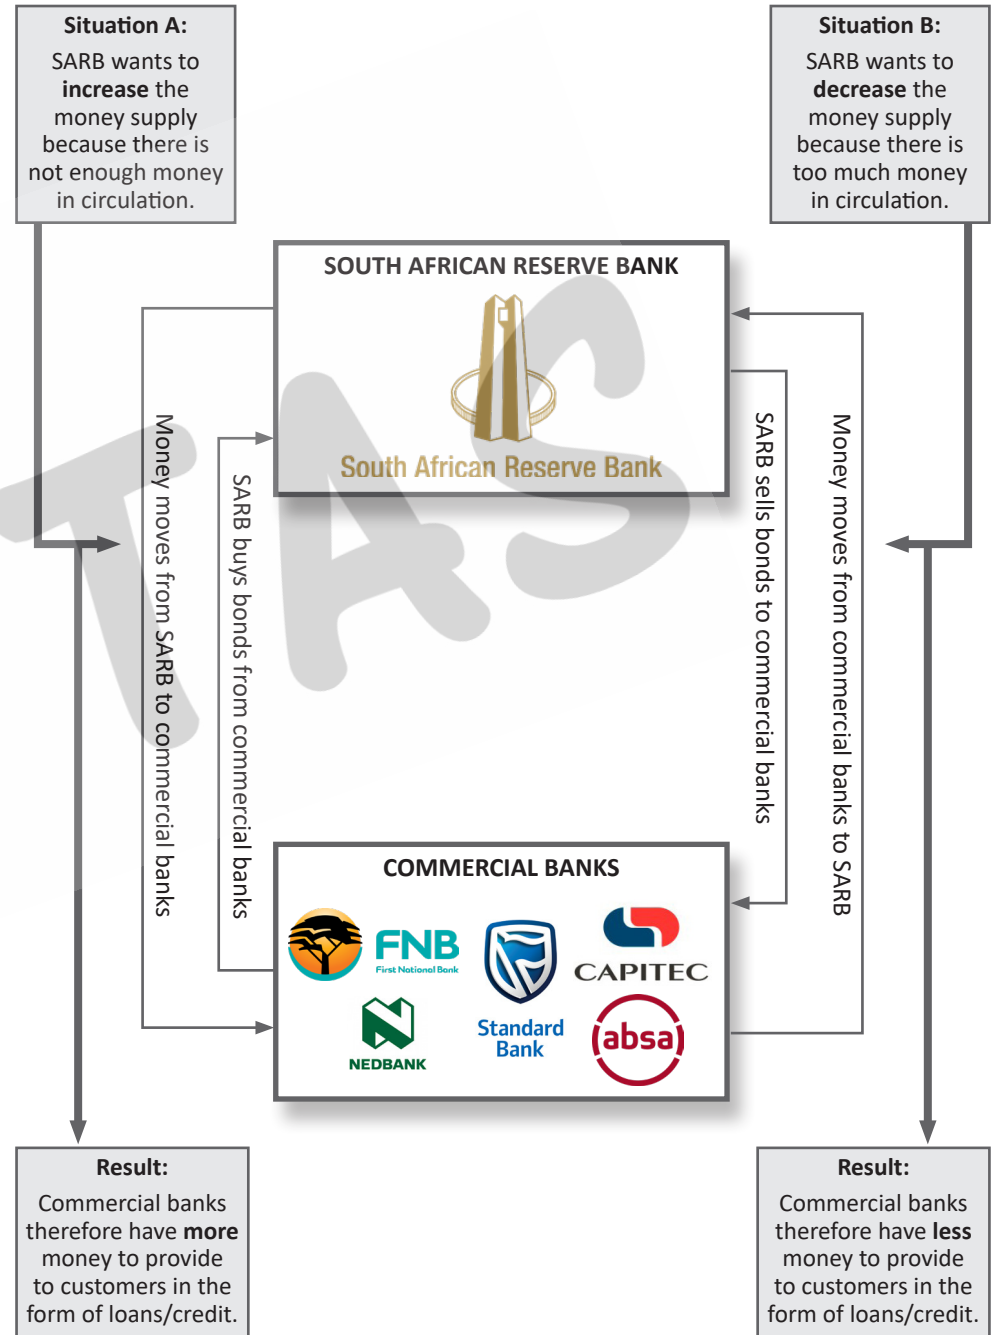 Situation A:
SARB wants to
increase the
money supply
because there is
not enough money
in circulation.
Situation B:
SARB wants to
decrease the
money supply
because there is
too much money
in circulation.
SOUTH AFRICAN RESERVE BANK
South African Reserve Bank
Money moves from SARB to commercial banks
SARB buys bonds from commercial banks
SARB sells bonds to commercial banks
Money moves from commercial banks to SARB
TAS
COMMERCIAL BANKS
FNB
First National Bank
CAPITEC
NEDBANK
Standard
Bank
absa
Result:
Commercial banks
therefore have more
money to provide
to customers in the
form of loans/credit.
Result:
Commercial banks
therefore have less
money to provide
to customers in the
form of loans/credit.